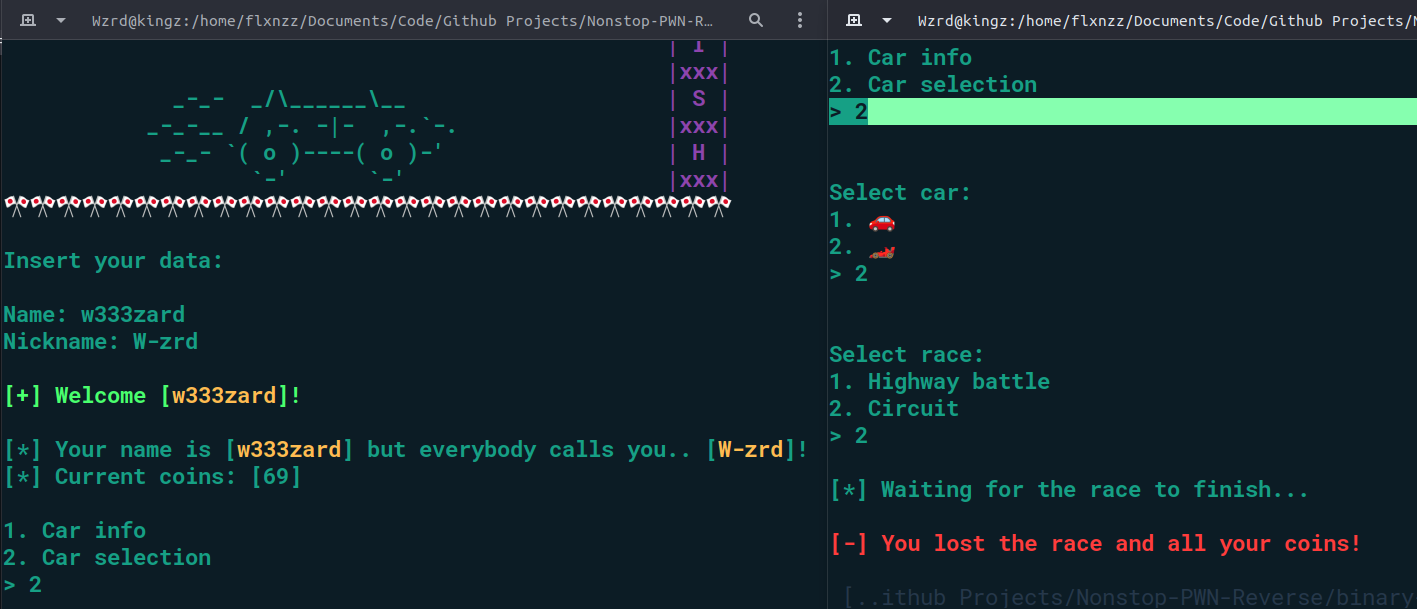 Wzrd@kingz:/home/flxnzz/Documents/Code/Github Projects/Nonstop-PWN-R…
| I |
|xxx|
| S |
|xxx|
| H |
|xxx|
Insert your data:
Name: w333zard
Nickname: W-zrd
[+] Welcome [w333zard]!
[*] Your name is [w333zard] but everybody calls you.. [W-zrd]!
[*] Current coins: [69]
1. Car info
2. Car selection
> 2
Wzrd@kingz:/home/flxnzz/Documents/Code/Github Projects/N
1. Car info
2. Car selection
> 2
Select car:
1. 🚗
2. 🏎️
> 2
Select race:
1. Highway battle
2. Circuit
> 2
[*] Waiting for the race to finish...
[-] You lost the race and all your coins!
[..ithub Projects/Nonstop-PWN-Reverse/binary